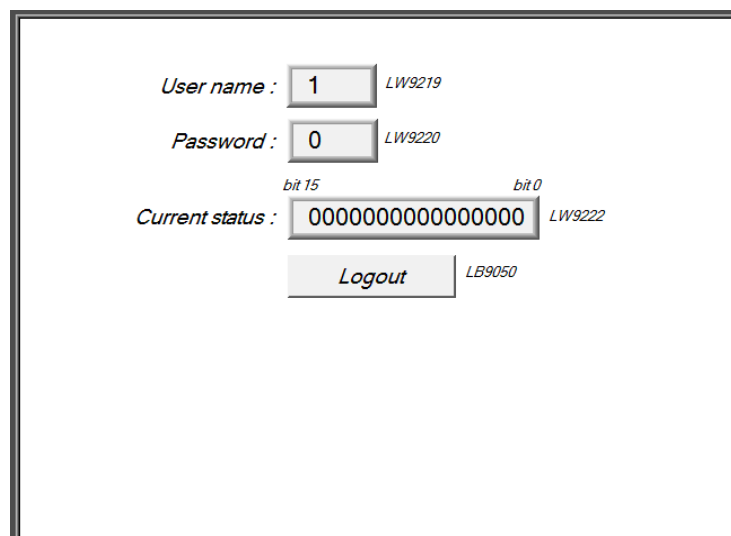 User name : 1 LW9219
Password : 0 LW9220
bit 15 bit 0
Current status : 0000000000000000 LW9222
Logout LB9050